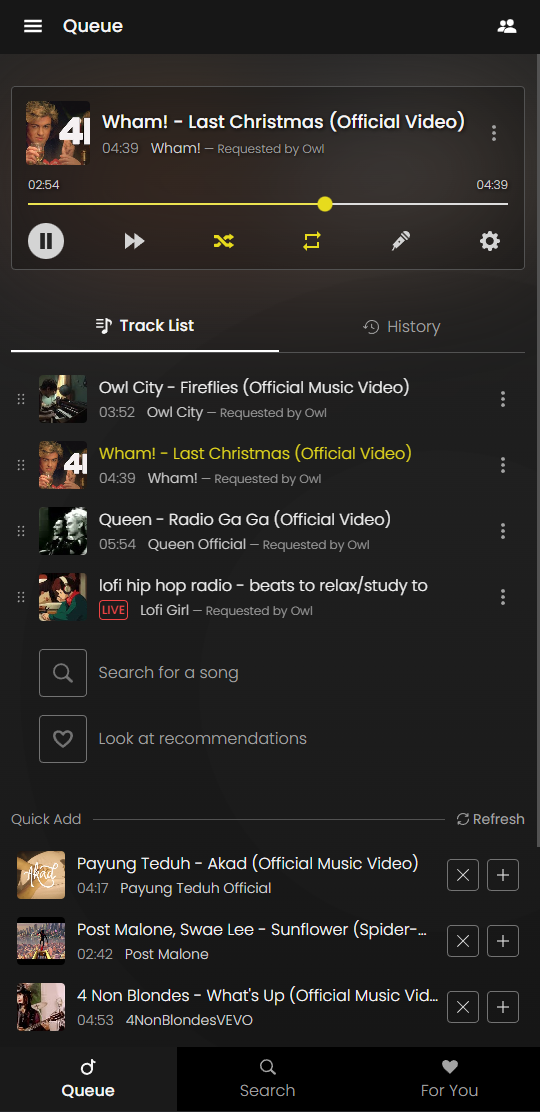 Queue
4
Wham! - Last Christmas (Official Video)
04:39 Wham! — Requested by Owl
02:54 04:39
Track List History
Owl City - Fireflies (Official Music Video)
03:52 Owl City — Requested by Owl
4
Wham! - Last Christmas (Official Video)
04:39 Wham! — Requested by Owl
Queen - Radio Ga Ga (Official Video)
05:54 Queen Official — Requested by Owl
lofi hip hop radio - beats to relax/study to
LIVE Lofi Girl — Requested by Owl
Search for a song
Look at recommendations
Quick Add Refresh
Akad
Payung Teduh - Akad (Official Music Video)
04:17 Payung Teduh Official
Post Malone, Swae Lee - Sunflower (Spider-...
02:42 Post Malone
4 Non Blondes - What's Up (Official Music Vid...
04:53 4NonBlondesVEVO
Queue Search For You